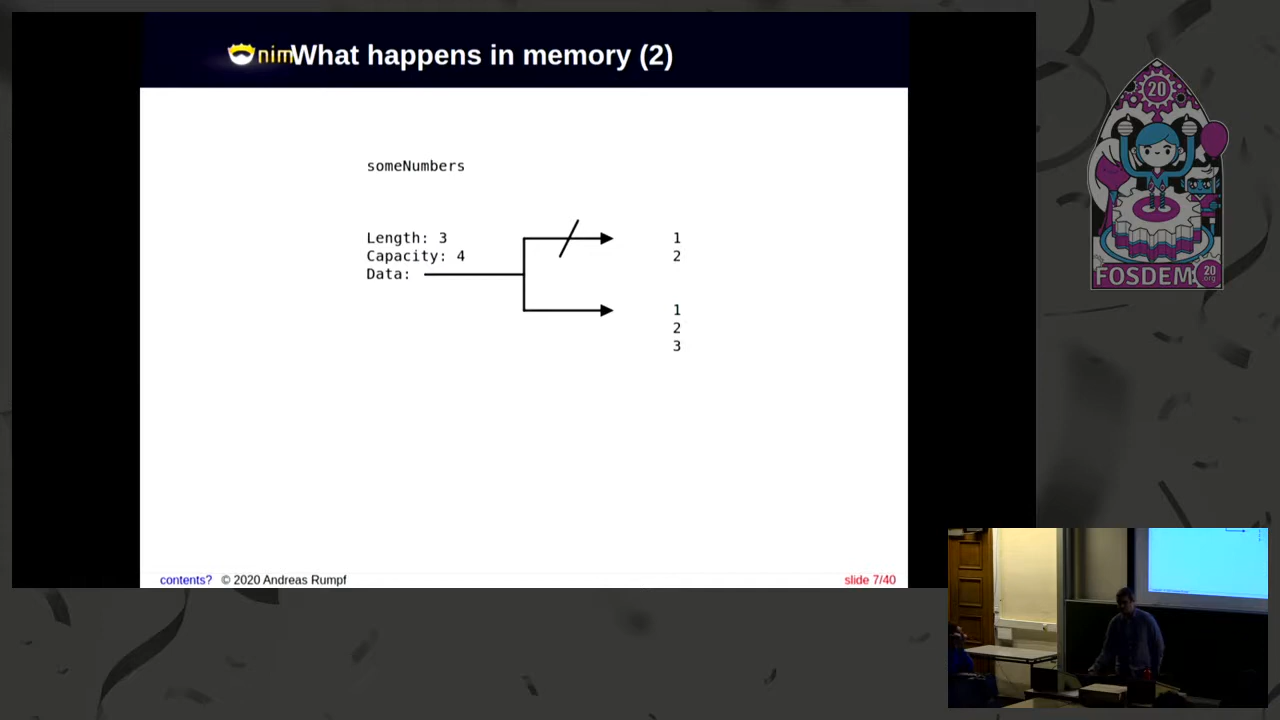 nim What happens in memory (2)
someNumbers
Length: 3
Capacity: 4
Data:
1
2
1
2
3
contents? © 2020 Andreas Rumpf
slide 7/40
20
FOSDEM 20 .org